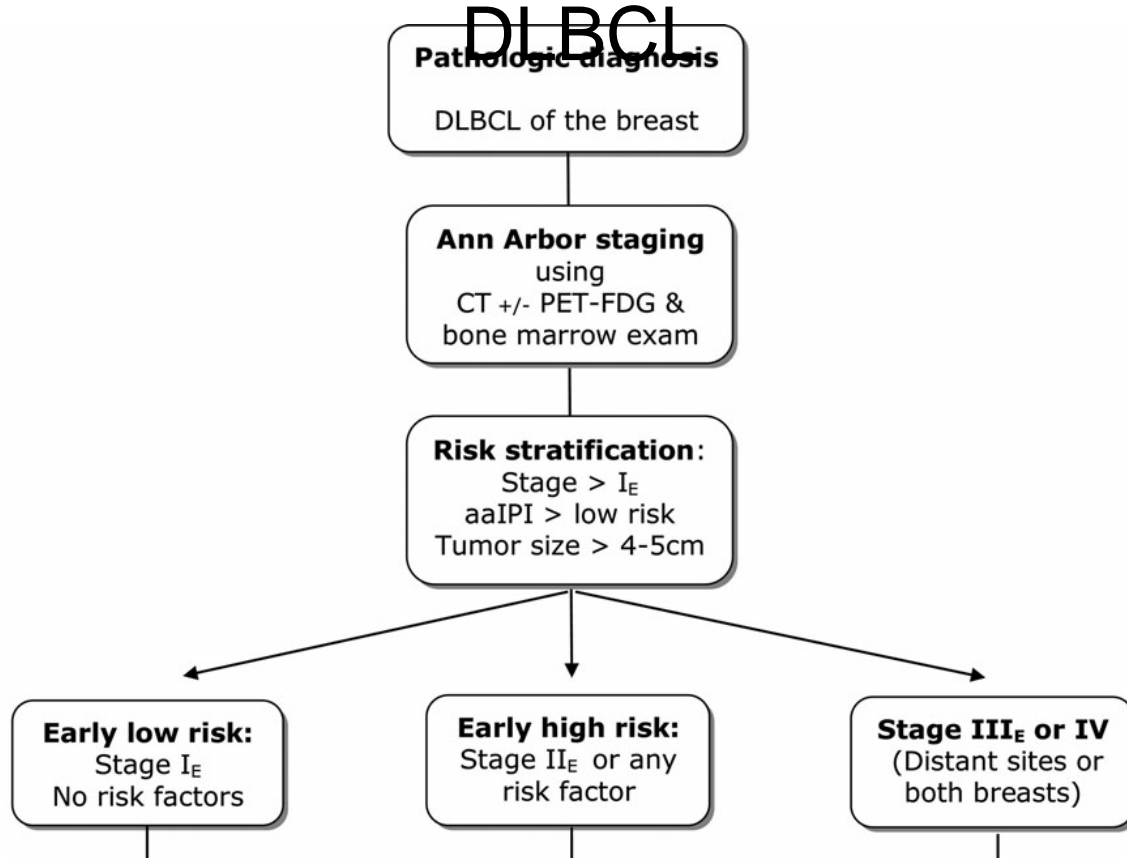 DLBCL
Pathologic diagnosis
DLBCL of the breast
Ann Arbor staging
using
CT +/- PET-FDG &
bone marrow exam
Risk stratification:
Stage > IE
aaIPI > low risk
Tumor size > 4-5cm
Early low risk:
Stage IE
No risk factors
Early high risk:
Stage IIE or any
risk factor
Stage IIIE or IV
(Distant sites or
both breasts)